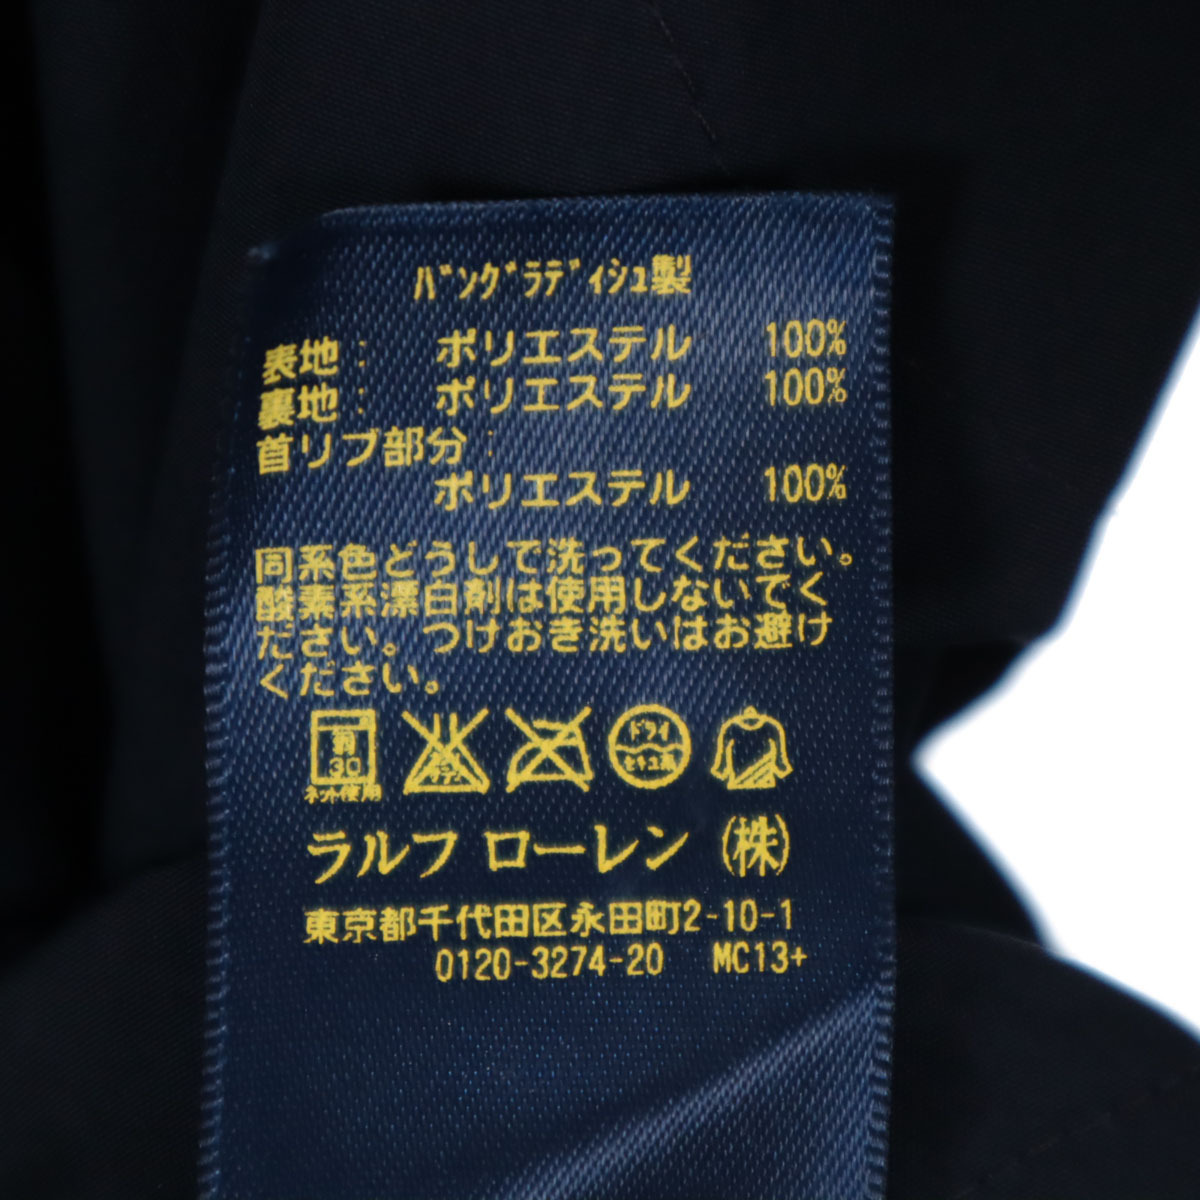 ﾊﾞﾝｸﾞﾗﾃﾞｨｼｭ製
表地： ポリエステル 100%
裏地： ポリエステル 100%
首リブ部分：
ポリエステル 100%
同系色どうしで洗ってください。
酸素系漂白剤は使用しないでく
ださい。つけおき洗いはお避け
ください。
ドライ
セキユ系
30
ネット使用
ラルフ ローレン (株)
東京都千代田区永田町2-10-1
0120-3274-20 MC13+